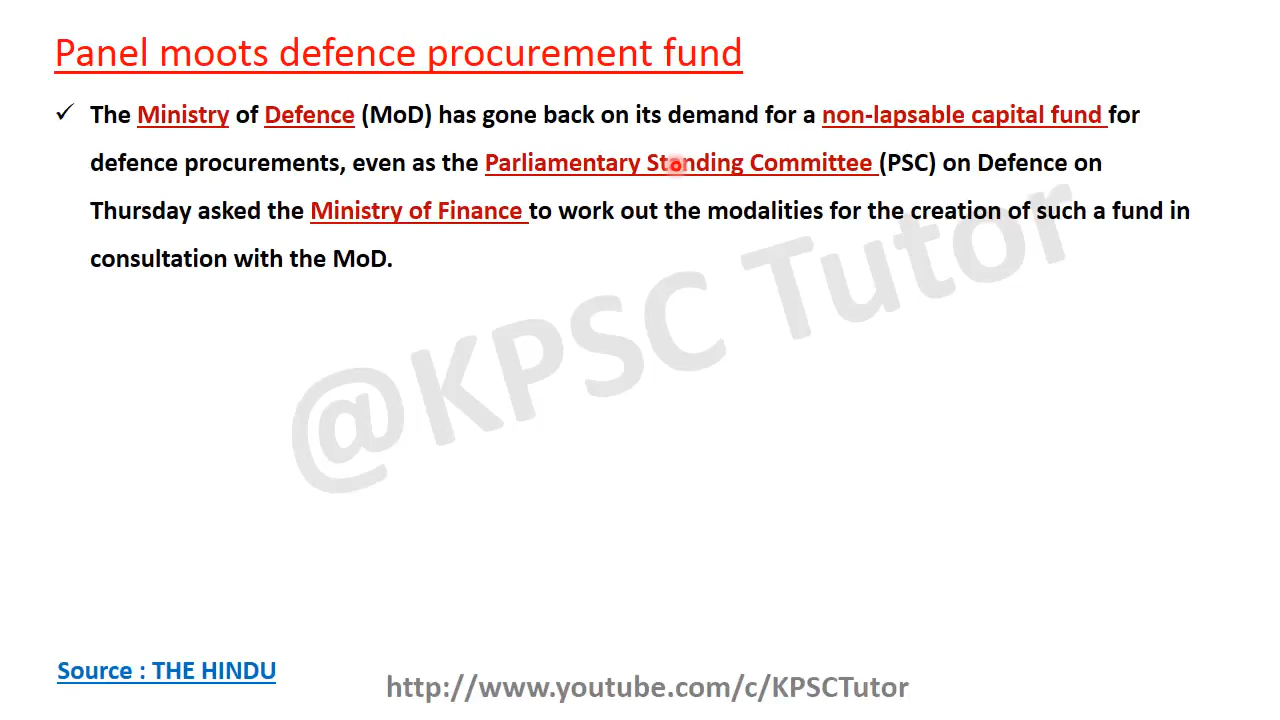 Panel moots defence procurement fund
✓ The Ministry of Defence (MoD) has gone back on its demand for a non-lapsable capital fund for
defence procurements, even as the Parliamentary Standing Committee (PSC) on Defence on
Thursday asked the Ministry of Finance to work out the modalities for the creation of such a fund in
consultation with the MoD.
@KPSC Tutor
Source : THE HINDU
http://www.youtube.com/c/KPSCTutor